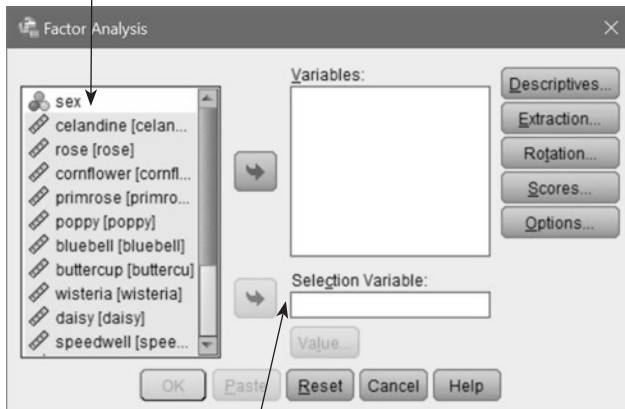 Factor Analysis
sex
celandine [celan...
rose [rose]
cornflower [cornfl...
primrose [primro...
poppy [poppy]
bluebell [bluebell]
buttercup [buttercu]
wisteria [wisteria]
daisy [daisy]
speedwell [spee...
Variables:
Selection Variable:
Value...
Descriptives...
Extraction...
Rotation...
Scores...
Options...
OK Paste Reset Cancel Help